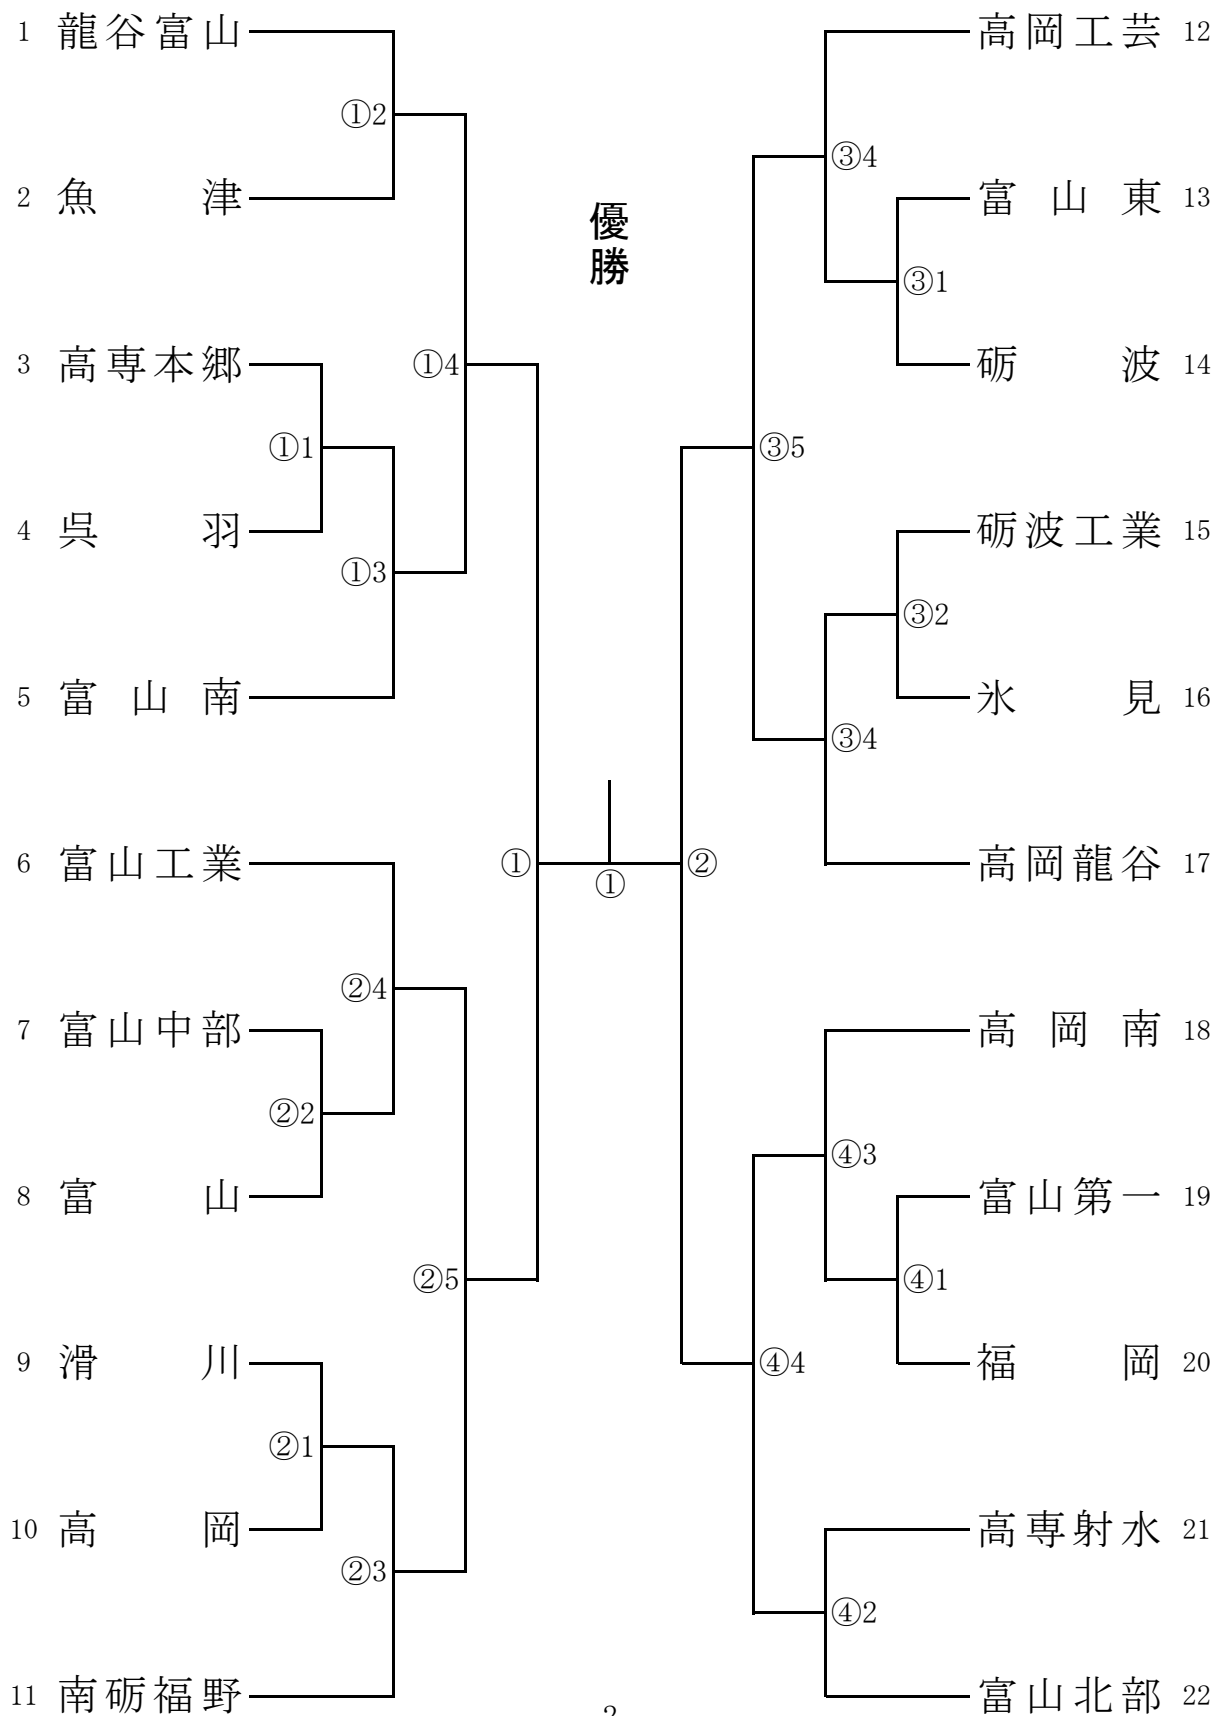 1 龍谷富山
①2
2 魚津
3 高専本郷
①4
①1
4 呉羽
①3
5 富山南
6 富山工業
①
②4
7 富山中部
②2
8 富山
②5
9 滑川
②1
10 高岡
②3
11 南砺福野
優勝
①
高岡工芸 12
③4
富山東 13
③1
砺波 14
③5
砺波工業 15
③2
氷見 16
③4
高岡龍谷 17
②
高岡南 18
④3
富山第一 19
④1
福岡 20
④4
高専射水 21
④2
富山北部 22